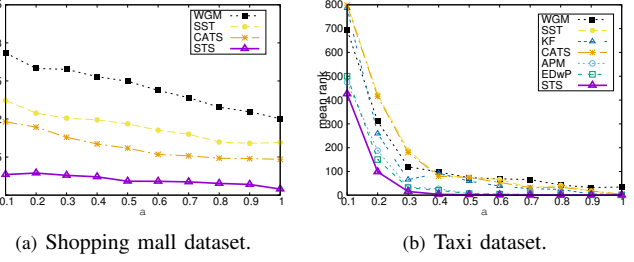 WGM
SST
CATS
STS
0.1 0.2 0.3 0.4 0.5 0.6 0.7 0.8 0.9 1
a
(a) Shopping mall dataset.
800
700
600
500
400
300
200
100
0
mean rank
WGM
SST
KF
CATS
APM
EDwP
STS
0.1 0.2 0.3 0.4 0.5 0.6 0.7 0.8 0.9 1
a
(b) Taxi dataset.